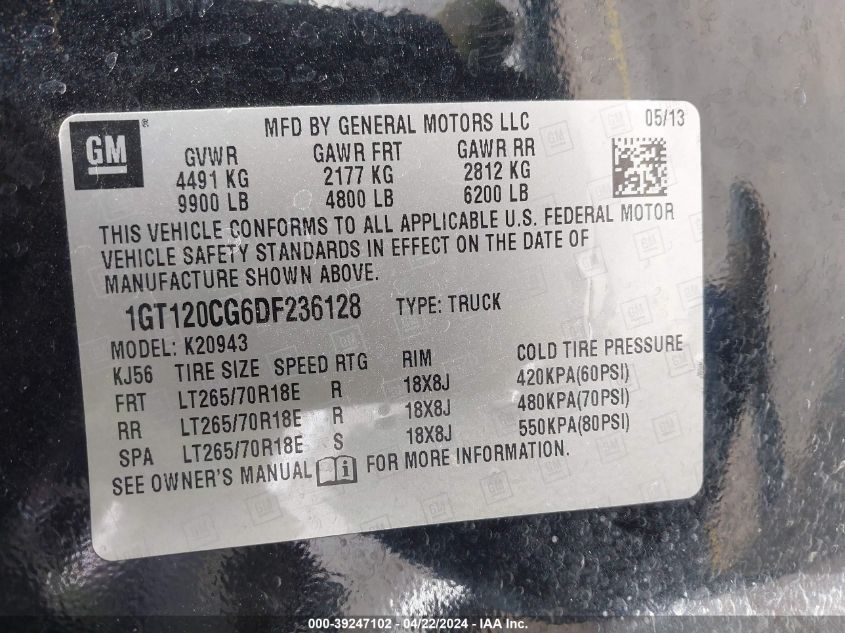 GM ®
MFD BY GENERAL MOTORS LLC 05/13
GVWR GAWR FRT GAWR RR
4491 KG 2177 KG 2812 KG
9900 LB 4800 LB 6200 LB
THIS VEHICLE CONFORMS TO ALL APPLICABLE U.S. FEDERAL MOTOR
VEHICLE SAFETY STANDARDS IN EFFECT ON THE DATE OF
MANUFACTURE SHOWN ABOVE.
1GT120CG6DF236128 TYPE: TRUCK
MODEL: K20943
KJ56 TIRE SIZE SPEED RTG RIM COLD TIRE PRESSURE
FRT LT265/70R18E R 18X8J 420KPA(60PSI)
RR LT265/70R18E R 18X8J 480KPA(70PSI)
SPA LT265/70R18E S 18X8J 550KPA(80PSI)
SEE OWNER'S MANUAL i FOR MORE INFORMATION.
000-39247102 - 04/22/2024 - IAA Inc.